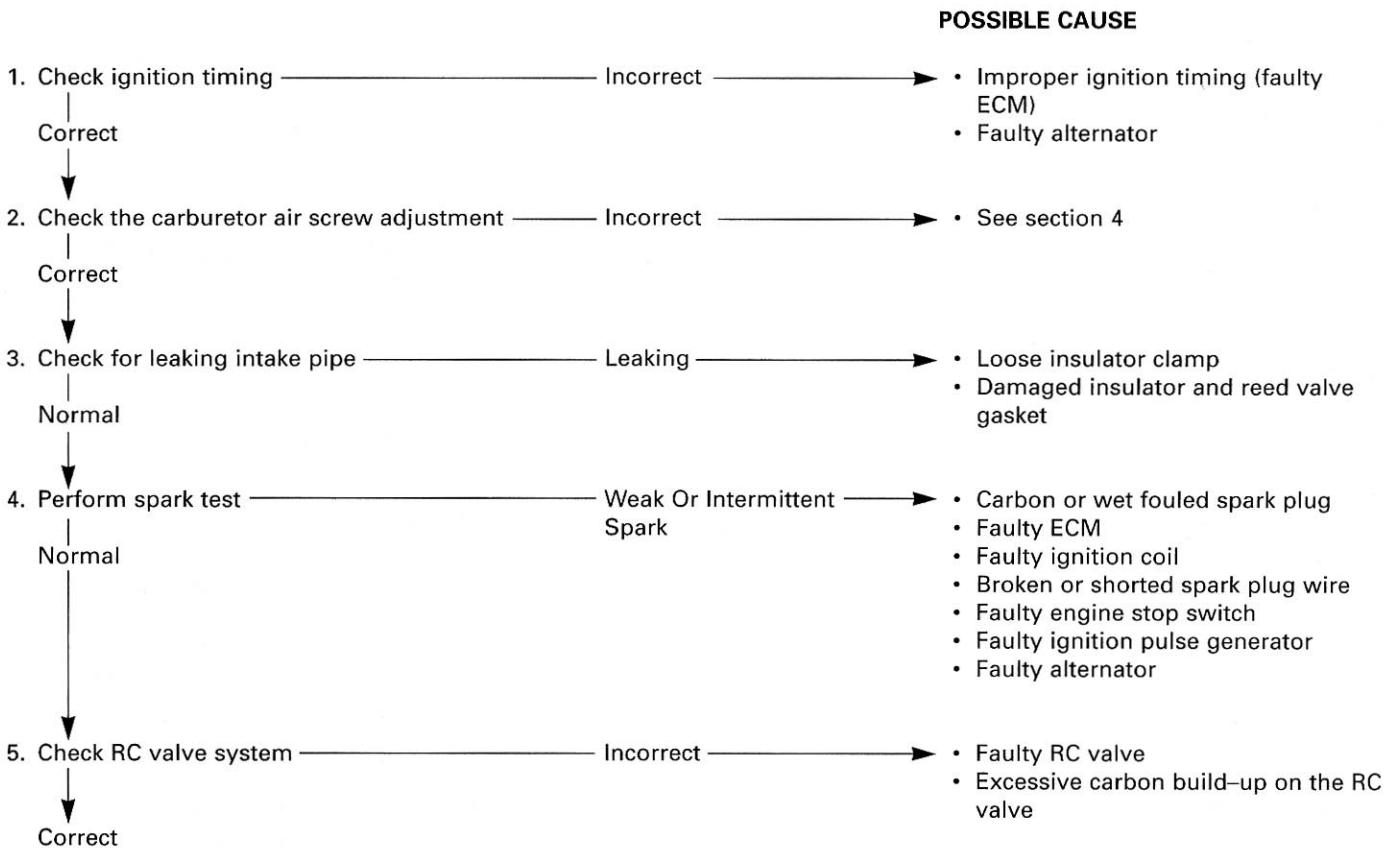 POSSIBLE CAUSE
1. Check ignition timing Incorrect • Improper ignition timing (faulty
ECM)
Correct • Faulty alternator
2. Check the carburetor air screw adjustment Incorrect • See section 4
Correct
3. Check for leaking intake pipe Leaking • Loose insulator clamp
• Damaged insulator and reed valve
Normal gasket
4. Perform spark test Weak Or Intermittent • Carbon or wet fouled spark plug
Spark • Faulty ECM
Normal • Faulty ignition coil
• Broken or shorted spark plug wire
• Faulty engine stop switch
• Faulty ignition pulse generator
• Faulty alternator
5. Check RC valve system Incorrect • Faulty RC valve
• Excessive carbon build–up on the RC
valve
Correct